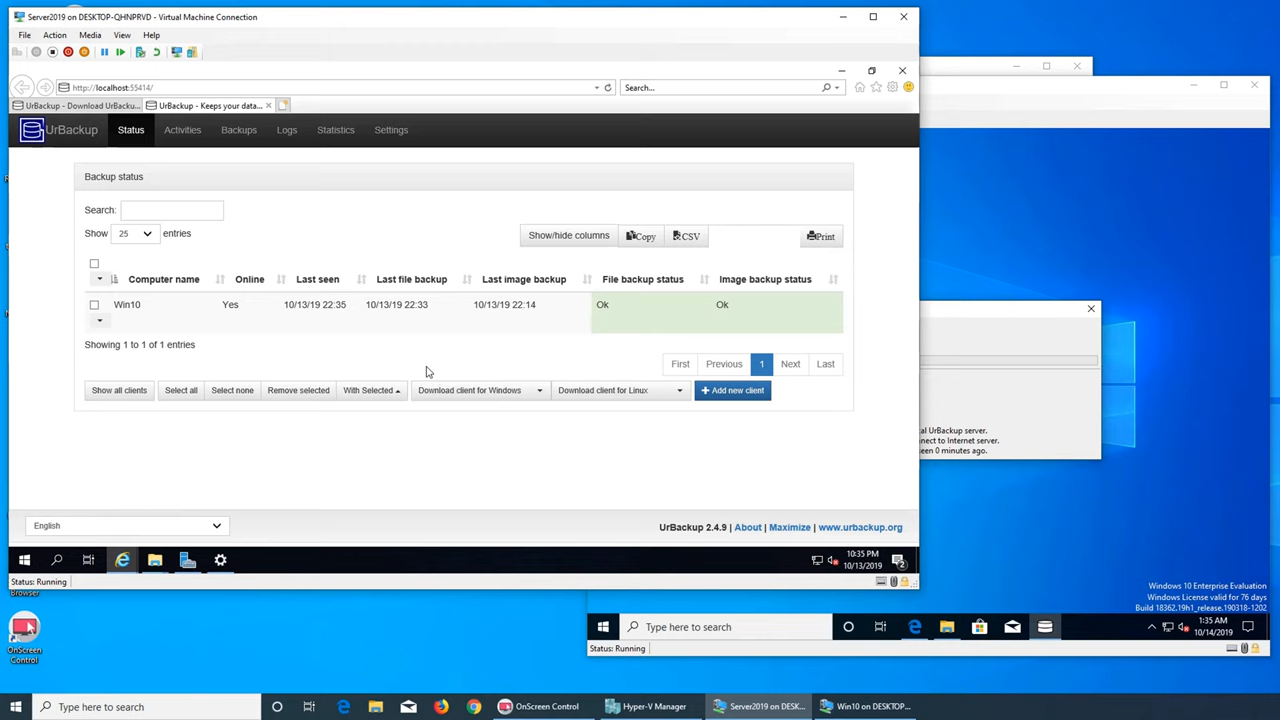 Server2019 on DESKTOP-QHNPRVD - Virtual Machine Connection
File Action Media View Help
http://localhost:55414/
Search...
UrBackup - Download UrBacku...
UrBackup - Keeps your data...
UrBackup Status Activities Backups Logs Statistics Settings
Backup status
Search:
Show 25 entries
Show/hide columns Copy CSV Print
Computer name Online Last seen Last file backup Last image backup File backup status Image backup status
Win10 Yes 10/13/19 22:35 10/13/19 22:33 10/13/19 22:14 Ok Ok
Showing 1 to 1 of 1 entries
First Previous 1 Next Last
Show all clients Select all Select none Remove selected With Selected Download client for Windows Download client for Linux + Add new client
al UrBackup server.
nect to Internet server.
seen 0 minutes ago.
English
UrBackup 2.4.9 | About | Maximize | www.urbackup.org
10:35 PM
10/13/2019
2
Status: Running
Browser
OnScreen
Control
Windows 10 Enterprise Evaluation
Windows License valid for 76 days
Build 18362.19h1_release.190318-1202
Type here to search
1:35 AM
10/14/2019
Status: Running
Type here to search
OnScreen Control
Hyper-V Manager
Server2019 on DESK...
Win10 on DESKTOP...